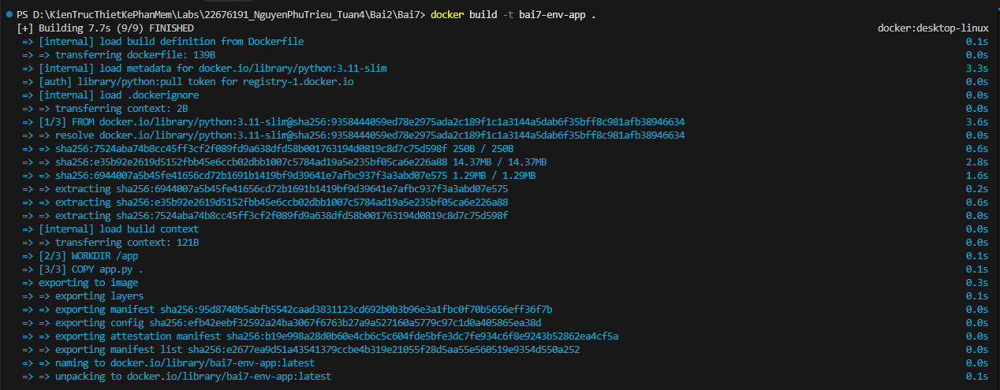 PS D:\KienTrucThietKePhanMem\Labs\22676191_NguyenPhuTrieu_Tuan4\Bai2\Bai7> docker build -t bai7-env-app .
[+] Building 7.7s (9/9) FINISHED docker:desktop-linux
=> [internal] load build definition from Dockerfile 0.1s
=> => transferring dockerfile: 139B 0.0s
=> [internal] load metadata for docker.io/library/python:3.11-slim 3.3s
=> [auth] library/python:pull token for registry-1.docker.io 0.0s
=> [internal] load .dockerignore 0.0s
=> => transferring context: 2B 0.0s
=> [1/3] FROM docker.io/library/python:3.11-slim@sha256:9358444059ed78e2975ada2c189f1c1a3144a5dab6f35bff8c981afb38946634 3.6s
=> => resolve docker.io/library/python:3.11-slim@sha256:9358444059ed78e2975ada2c189f1c1a3144a5dab6f35bff8c981afb38946634 0.0s
=> => sha256:7524aba74b8cc45ff3cf2f089fd9a638dfd58b001763194d0819c8d7c75d598f 250B / 250B 0.6s
=> => sha256:e35b92e2619d5152fbb45e6ccb02dbb1007c5784ad19a5e235bf05ca6e226a88 14.37MB / 14.37MB 2.8s
=> => sha256:6944007a5b45fe41656cd72b1691b1419bf9d39641e7afbc937f3a3abd07e575 1.29MB / 1.29MB 1.6s
=> => extracting sha256:6944007a5b45fe41656cd72b1691b1419bf9d39641e7afbc937f3a3abd07e575 0.2s
=> => extracting sha256:e35b92e2619d5152fbb45e6ccb02dbb1007c5784ad19a5e235bf05ca6e226a88 0.6s
=> => extracting sha256:7524aba74b8cc45ff3cf2f089fd9a638dfd58b001763194d0819c8d7c75d598f 0.0s
=> [internal] load build context 0.0s
=> => transferring context: 121B 0.0s
=> [2/3] WORKDIR /app 0.1s
=> [3/3] COPY app.py . 0.1s
=> exporting to image 0.3s
=> => exporting layers 0.1s
=> => exporting manifest sha256:95d8740b5abfb5542caad3831123cd692b0b3b96e3a1fbc0f70b5656eff36f7b 0.0s
=> => exporting config sha256:efb42eebf32592a24ba3067f6763b27a9a527160a5779c97c1d0a405865ea38d 0.0s
=> => exporting attestation manifest sha256:b19e998a28d0b60e4cb6c5c604fde5bfe3dc7fe934c6f8e9243b52862ea4cf5a 0.0s
=> => exporting manifest list sha256:e2677ea9d51a43541379ccbe4b319e21055f28d5aa55e560519e9354d550a252 0.0s
=> => naming to docker.io/library/bai7-env-app:latest 0.0s
=> => unpacking to docker.io/library/bai7-env-app:latest 0.1s